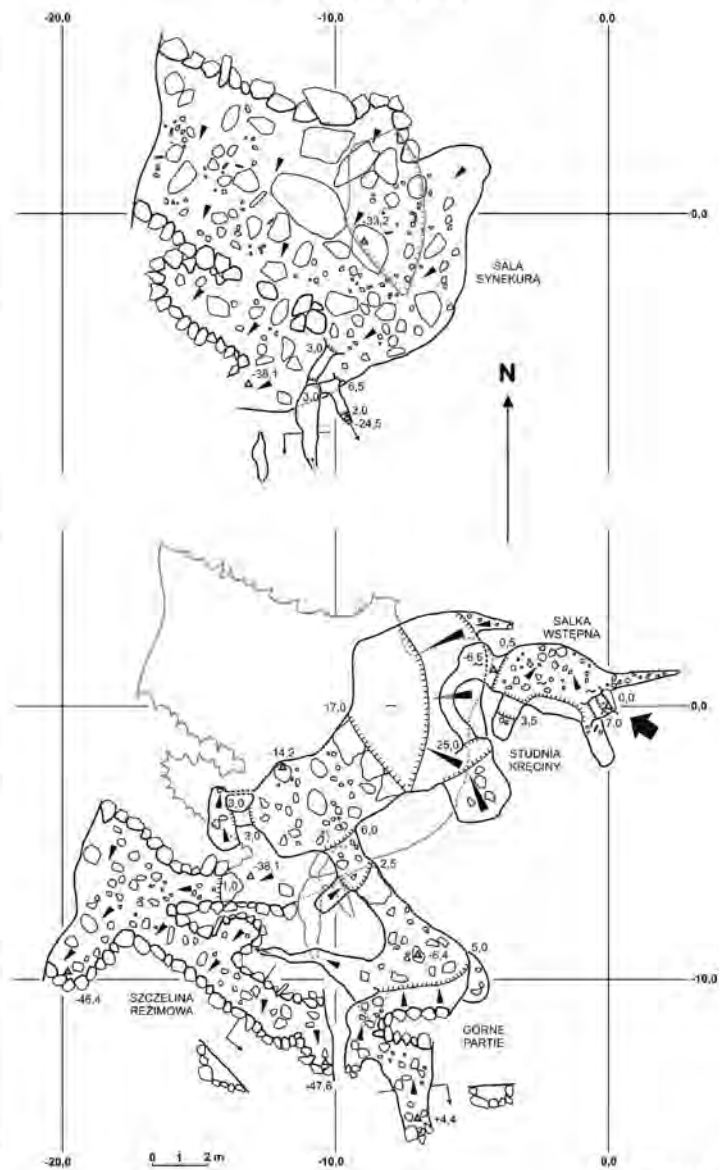 -20,0
-10,0
0,0
0,0
-33,2
SALA
SYNEKURĄ
3,0
-38,1
3,0
6,5
2,0
-24,5
N
SALKA
WSTĘPNA
0,5
-6,5
0,0
0,0
7,0
17,0
3,5
25,0
STUDNIA
KRĘCINY
-14,2
3,0
3,0
6,0
2,5
-38,1
1,0
-6,4
5,0
-10,0
-46,4
SZCZELINA
REŻIMOWA
GÓRNE
PARTIE
-47,6
+4,4
-20,0
0 1 2 m
-10,0
0,0